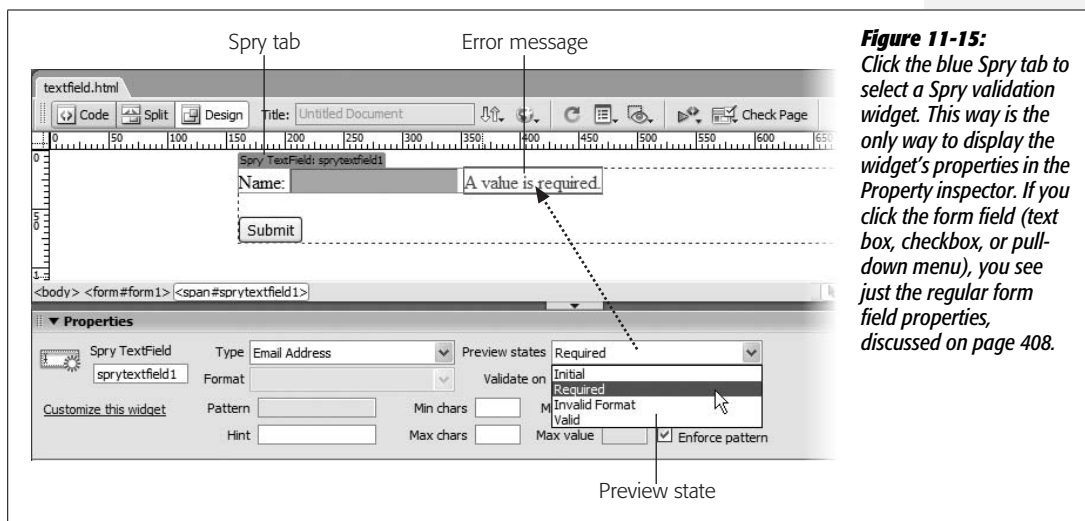 Spry tab
Error message
textfield.html
Code
Split
Design
Title:
Untitled Document
Check Page
0 50 100 150 200 250 300 350 400 450 500 550 600 650
0
50
1
Spry TextField: sprytextfield1
Name:
A value is required.
Submit
<body> <form#form1> <span#sprytextfield1>
Properties
Spry TextField
sprytextfield1
Customize this widget
Type
Email Address
Preview states
Required
Format
Validate on
Initial
Required
Invalid Format
Valid
Pattern
Min chars
M
Hint
Max chars
Max value
Enforce pattern
Preview state
Figure 11-15:
Click the blue Spry tab to
select a Spry validation
widget. This way is the
only way to display the
widget's properties in the
Property inspector. If you
click the form field (text
box, checkbox, or pull-
down menu), you see
just the regular form
field properties,
discussed on page 408.